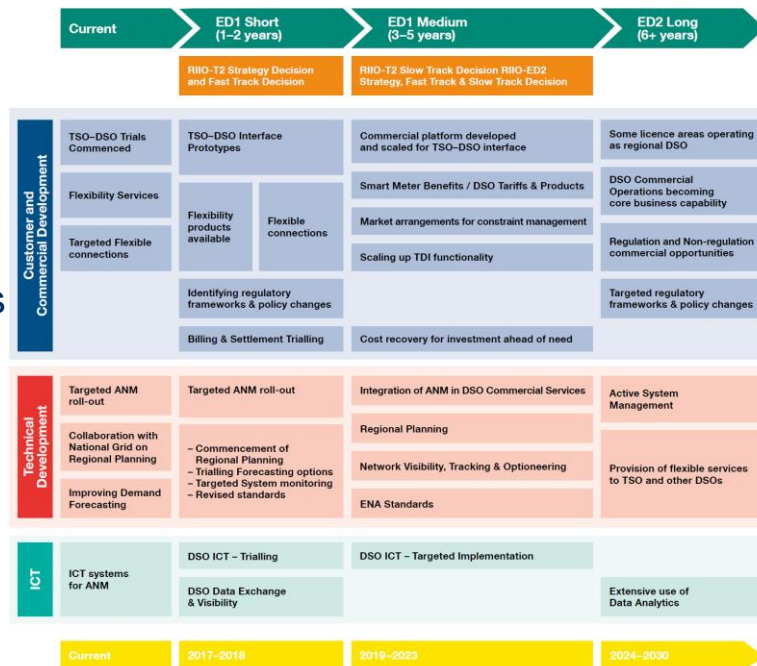 Current
ED1 Short
(1–2 years)
ED1 Medium
(3–5 years)
ED2 Long
(6+ years)
RIIO-T2 Strategy Decision
and Fast Track Decision
RIIO-T2 Slow Track Decision RIIO-ED2
Strategy, Fast Track & Slow Track Decision
s
Customer and
Commercial Development
TSO–DSO Trials
Commenced
Flexibility Services
Targeted Flexible
connections
TSO–DSO Interface
Prototypes
Flexibility
products
available
Flexible
connections
Identifying regulatory
frameworks & policy changes
Billing & Settlement Trialling
Commercial platform developed
and scaled for TSO–DSO interface
Smart Meter Benefits / DSO Tariffs & Products
Market arrangements for constraint management
Scaling up TDI functionality
Cost recovery for investment ahead of need
Some licence areas operating
as regional DSO
DSO Commercial
Operations becoming
core business capability
Regulation and Non-regulation
commercial opportunities
Targeted regulatory
frameworks & policy changes
Technical
Development
Targeted ANM
roll-out
Collaboration with
National Grid on
Regional Planning
Improving Demand
Forecasting
Targeted ANM roll-out
– Commencement of
Regional Planning
– Trialling Forecasting options
– Targeted System monitoring
– Revised standards
Integration of ANM in DSO Commercial Services
Regional Planning
Network Visibility, Tracking & Optioneering
ENA Standards
Active System
Management
Provision of flexible services
to TSO and other DSOs
ICT
ICT systems
for ANM
DSO ICT – Trialling
DSO Data Exchange
& Visibility
DSO ICT – Targeted Implementation
Extensive use of
Data Analytics
Current
2017–2018
2019–2023
2024–2030